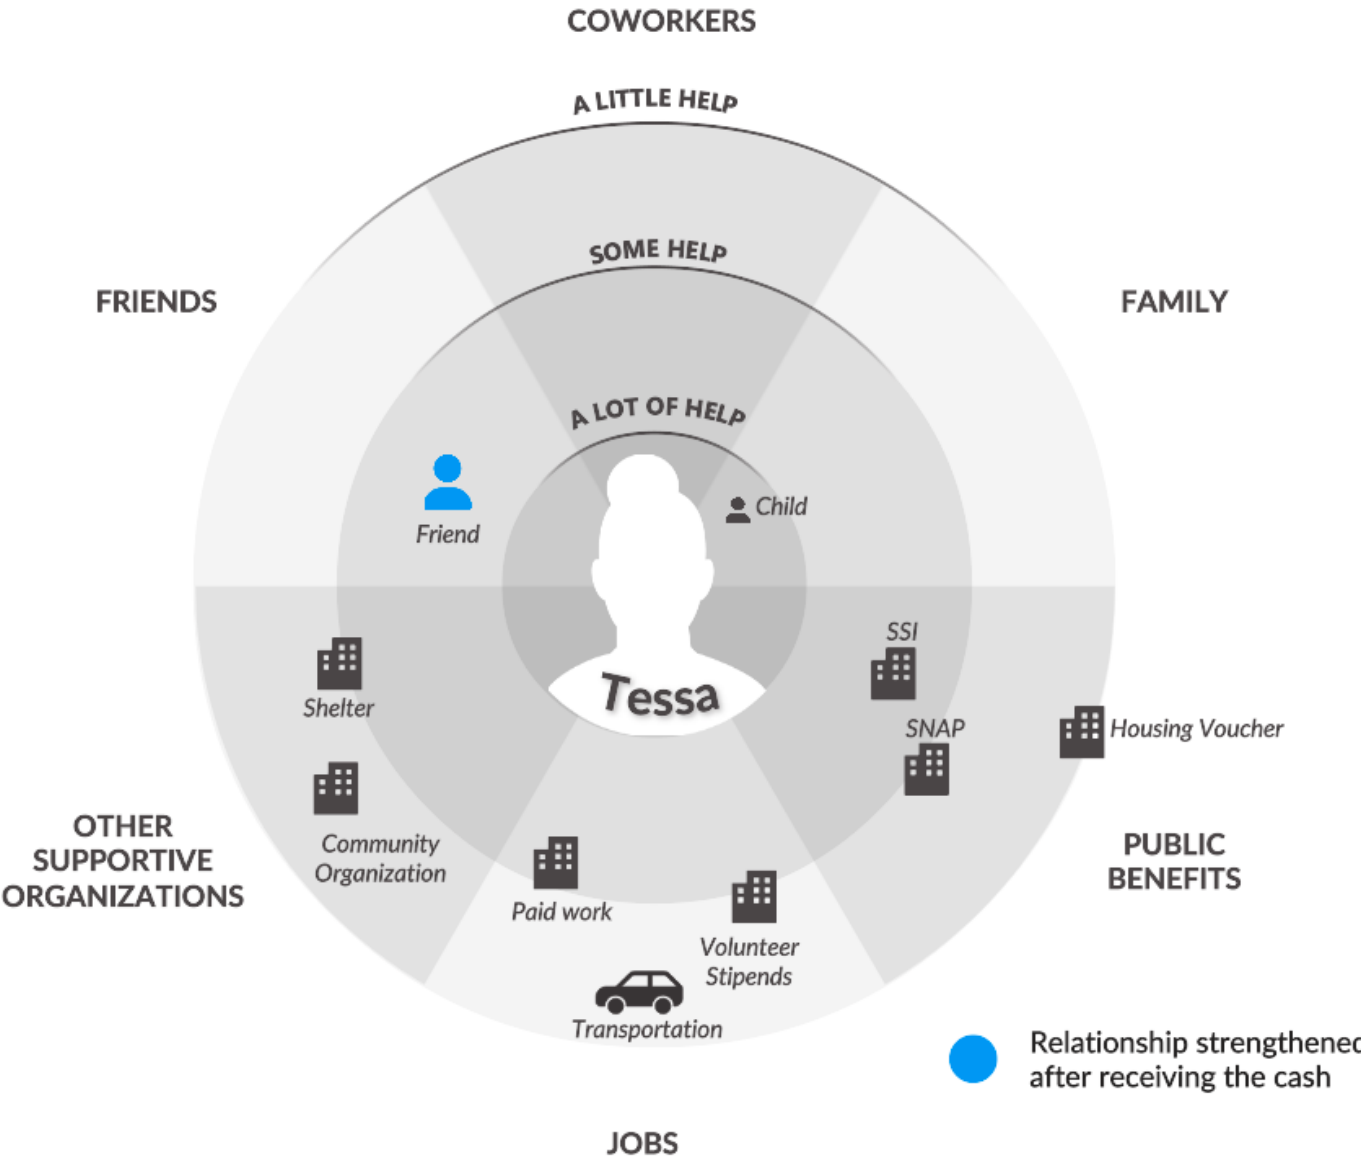 COWORKERS
A LITTLE HELP
SOME HELP
FRIENDS
FAMILY
A LOT OF HELP
Child
Friend
SSI
Tessa
Shelter
SNAP
Housing Voucher
OTHER
SUPPORTIVE
ORGANIZATIONS
Community
Organization
PUBLIC
BENEFITS
Paid work
Volunteer
Stipends
Transportation
Relationship strengthened
after receiving the cash
JOBS